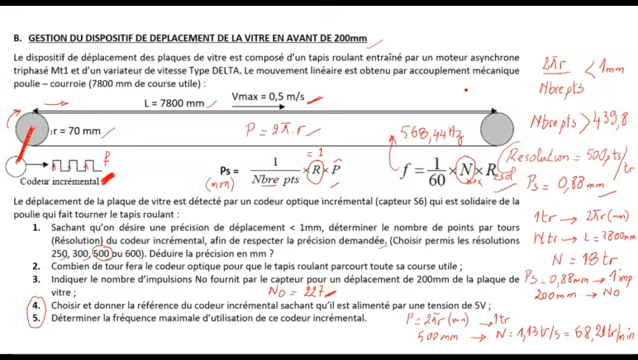 B. GESTION DU DISPOSITIF DE DEPLACEMENT DE LA VITRE EN AVANT DE 200mm
Le dispositif de déplacement des plaques de vitre est composé d'un tapis roulant entraîné par un moteur asynchrone
triphasé Mt1 et d'un variateur de vitesse Type DELTA. Le mouvement linéaire est obtenu par accouplement mécanique
poulie – courroie (7800 mm de course utile) :
L = 7800 mm
Vmax = 0,5 m/s
r = 70 mm
P = 2π.r
568,44Hz
f
Codeur incrémental
= 1
Ps = 1 / Nbre pts × R × P
(mm)
f = 1 / 60 × N × R
max
esol
2πr / Nbre pts < 1mm
Nbre pts > 439,8
Resolution = 500 pts/tr
Ps = 0,88 mm
Le déplacement de la plaque de vitre est détecté par un codeur optique incrémental (capteur S6) qui est solidaire de la
poulie qui fait tourner le tapis roulant :
1. Sachant qu'on désire une précision de déplacement < 1mm, déterminer le nombre de points par tours
(Résolution) du codeur incrémental, afin de respecter la précision demandée. (Choisir permis les résolutions
250, 300, 500 ou 600). Déduire la précision en mm ?
2. Combien de tour fera le codeur optique pour que le tapis roulant parcourt toute sa course utile ;
3. Indiquer le nombre d'impulsions No fournit par le capteur pour un déplacement de 200mm de la plaque de
vitre ;
No = 227
4. Choisir et donner la référence du codeur incrémental sachant qu'il est alimenté par une tension de 5V ;
5. Déterminer la fréquence maximale d'utilisation de ce codeur incrémental.
1tr → 2πr (mm)
N tr → L = 7800mm
N = 18 tr
Ps = 0,88mm → 1 imp
200mm → No
P = 2πr (mm) → 1tr
500mm → N = 1,13 tr/s = 68,21 tr/min